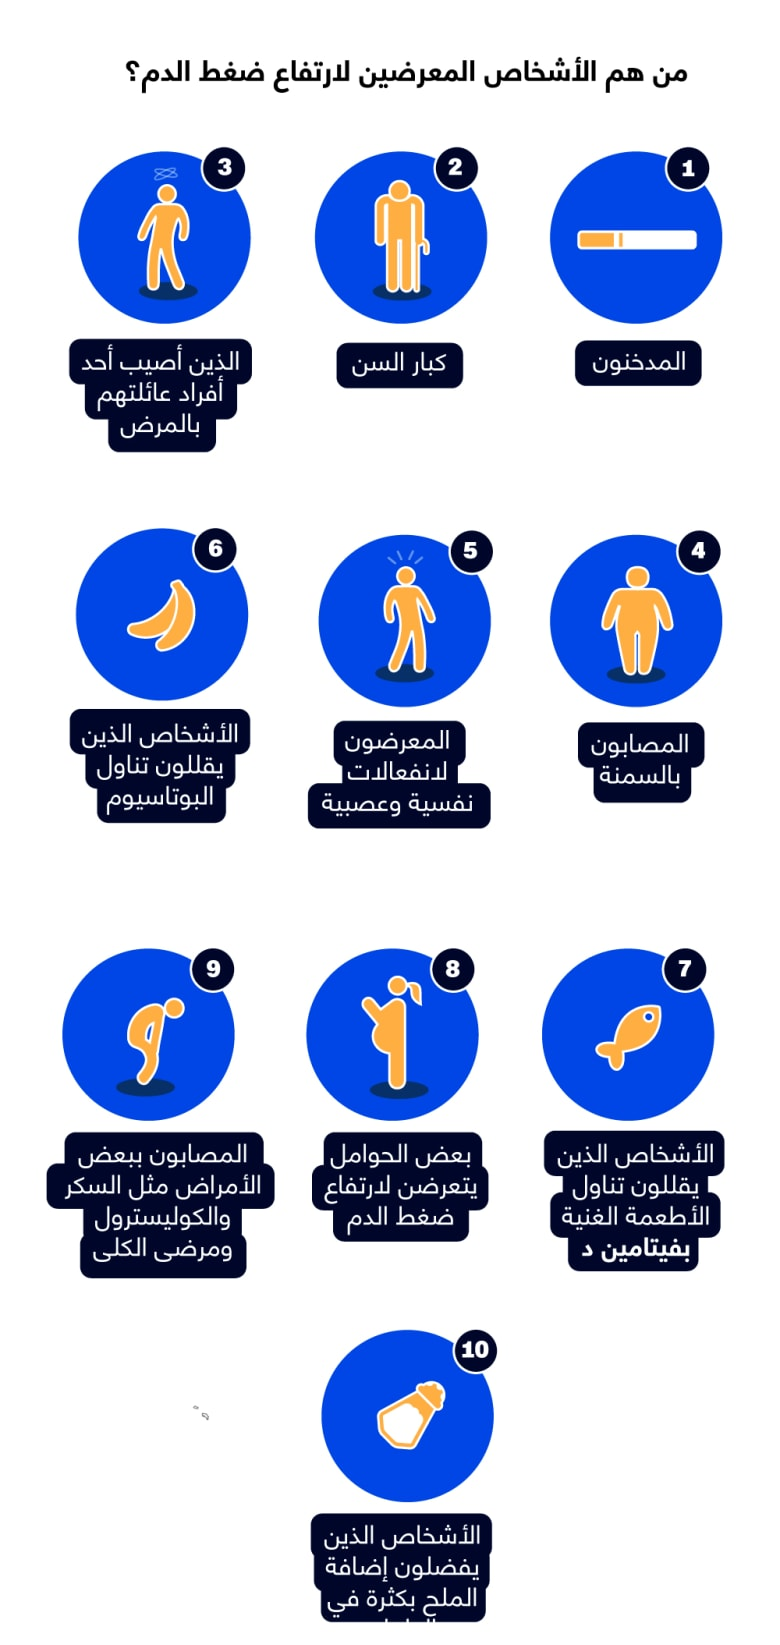 من هم الأشخاص المعرضين لارتفاع ضغط الدم؟
1
المدخنون
2
كبار السن
3
الذين أصيب أحد
أفراد عائلتهم
بالمرض
4
المصابون
بالسمنة
5
المعرضون
لانفعالات
نفسية وعصبية
6
الأشخاص الذين
يقللون تناول
البوتاسيوم
7
الأشخاص الذين
يقللون تناول
الأطعمة الغنية
بفيتامين د
8
بعض الحوامل
يتعرضن لارتفاع
ضغط الدم
9
المصابون ببعض
الأمراض مثل السكر
والكوليسترول
ومرضى الكلى
10
الأشخاص الذين
يفضلون إضافة
الملح بكثرة في